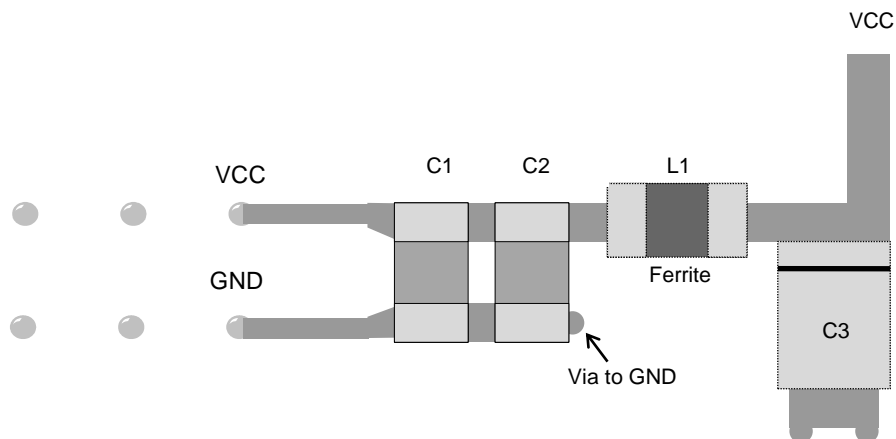 VCC
C1
C2
L1
VCC
GND
Ferrite
C3
Via to GND